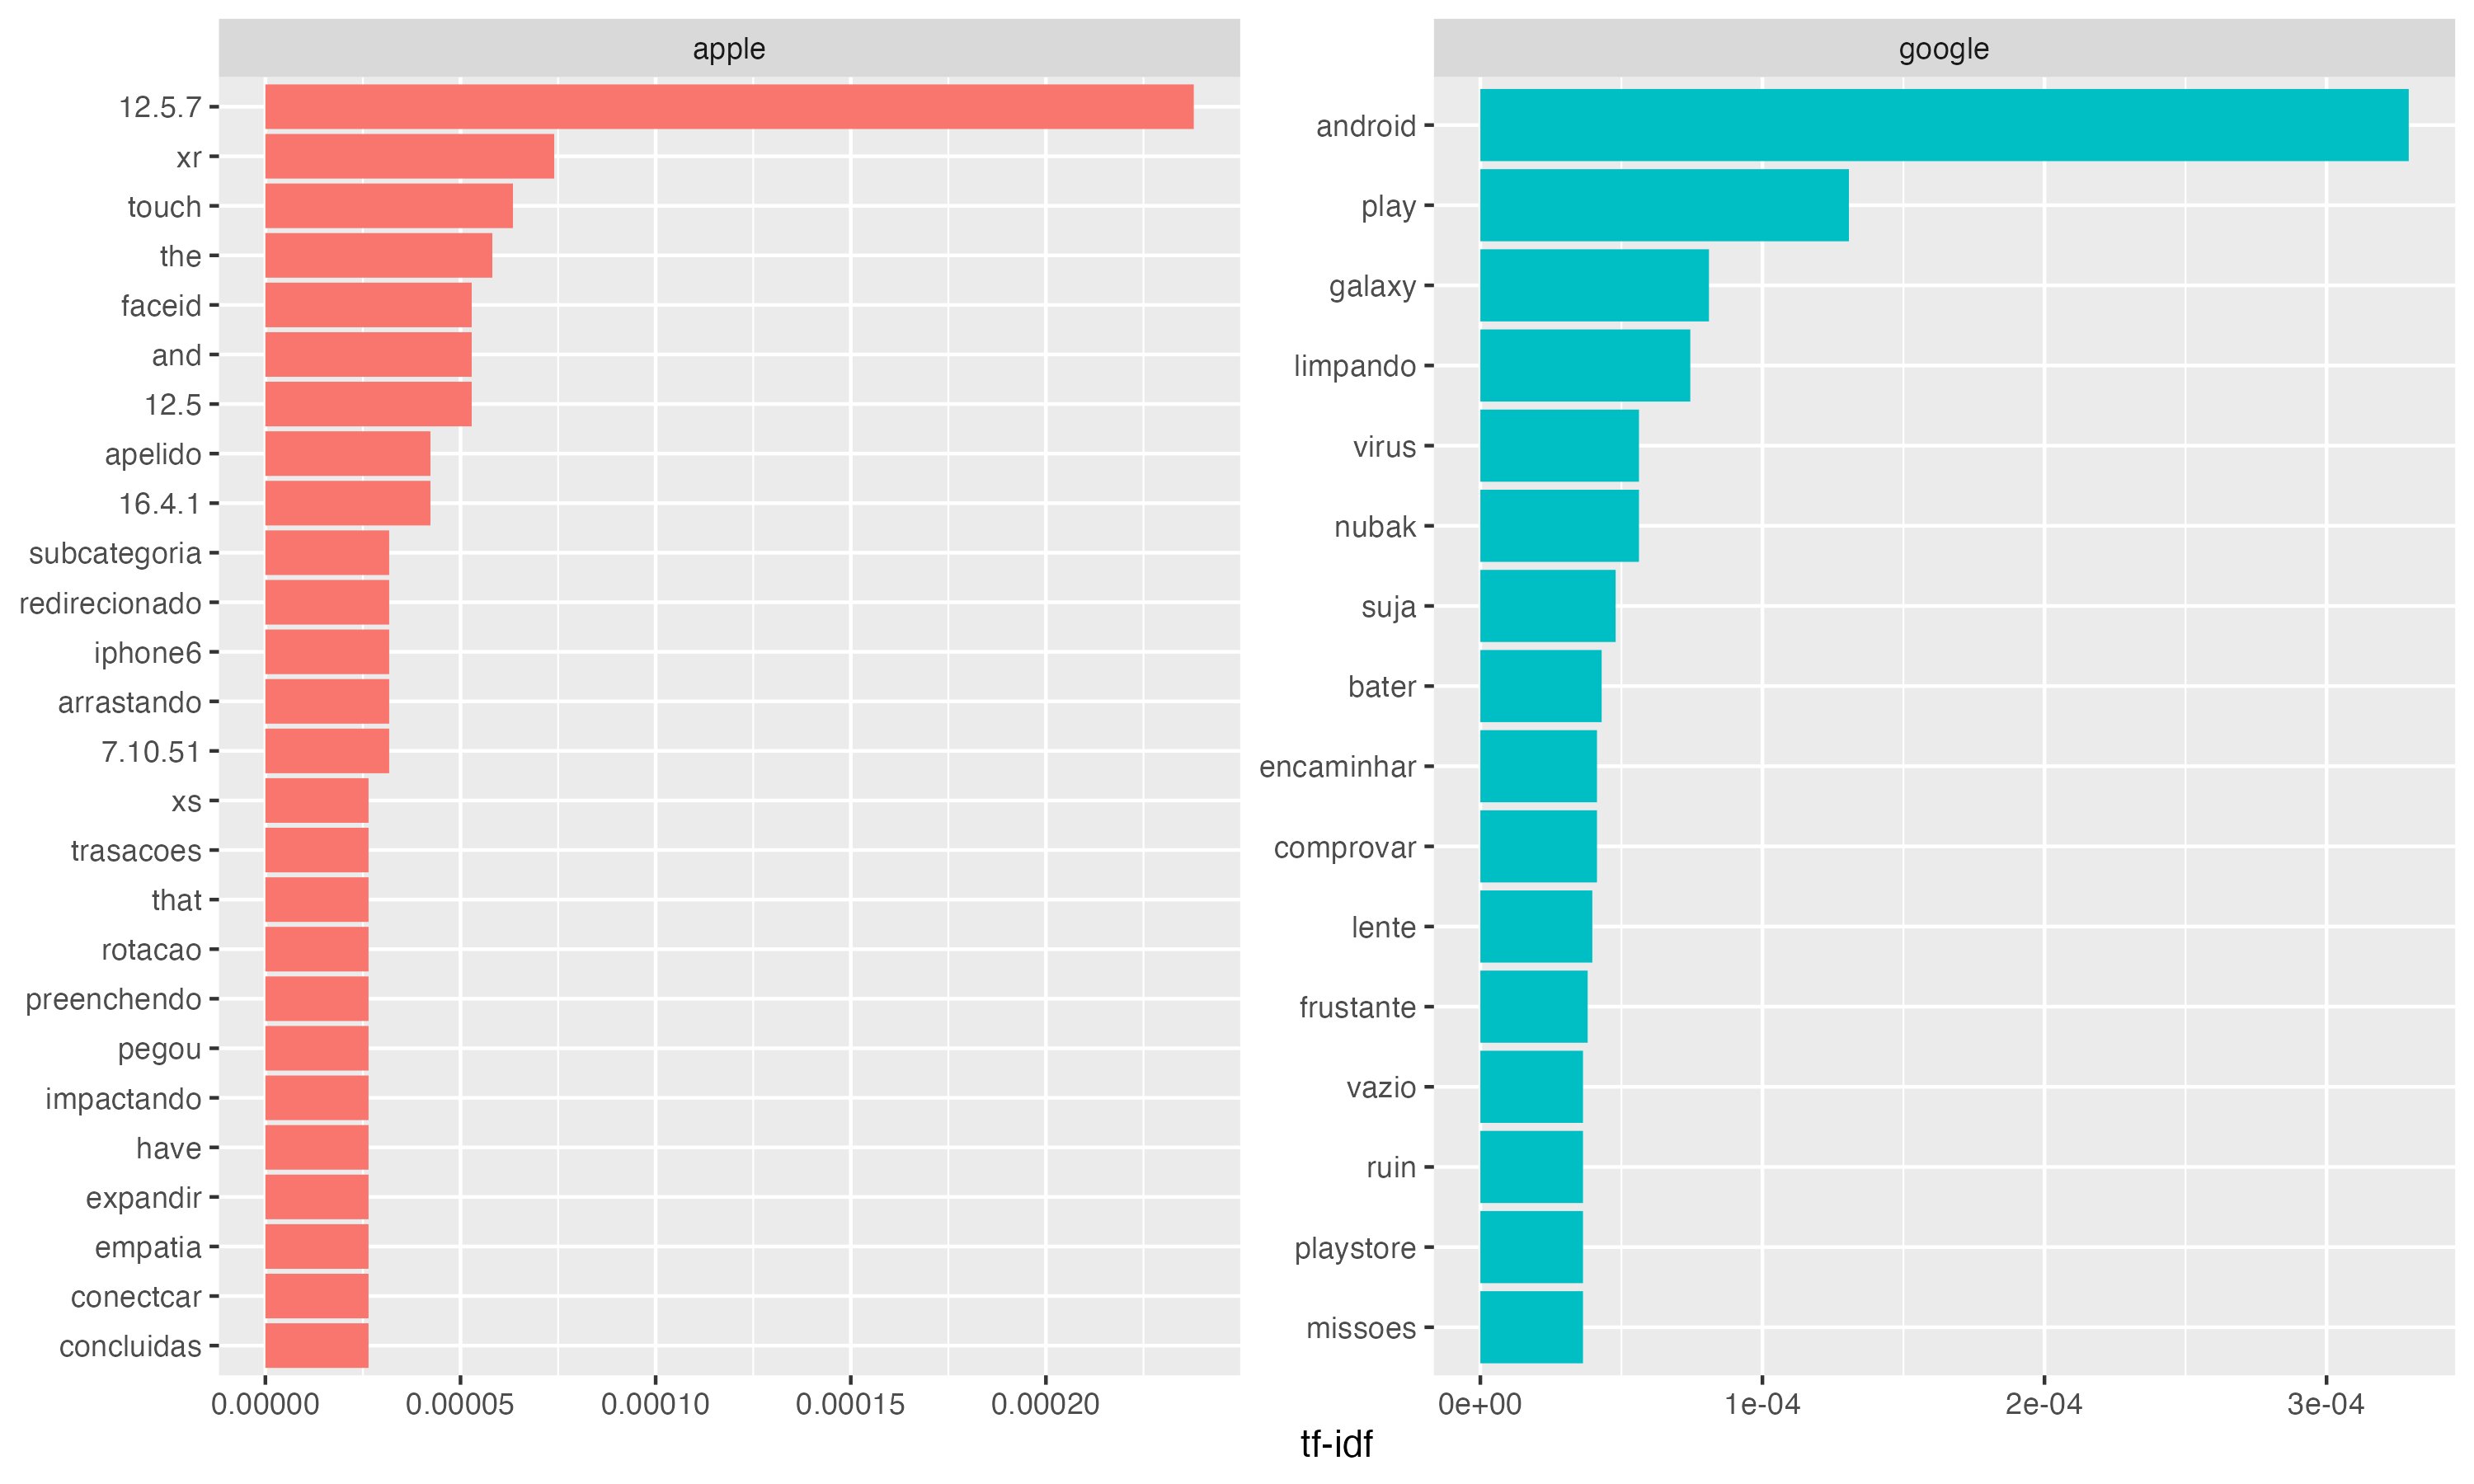 apple
12.5.7
xr
touch
the
faceid
and
12.5
apelido
16.4.1
subcategoria
redirecionado
iphone6
arrastando
7.10.51
xs
trasacoes
that
rotacao
preenchendo
pegou
impactando
have
expandir
empatia
conectcar
concluidas
0.00000 0.00005 0.00010 0.00015 0.00020
google
android
play
galaxy
limpando
virus
nubak
suja
bater
encaminhar
comprovar
lente
frustante
vazio
ruin
playstore
missoes
0e+00 1e-04 2e-04 3e-04
tf-idf